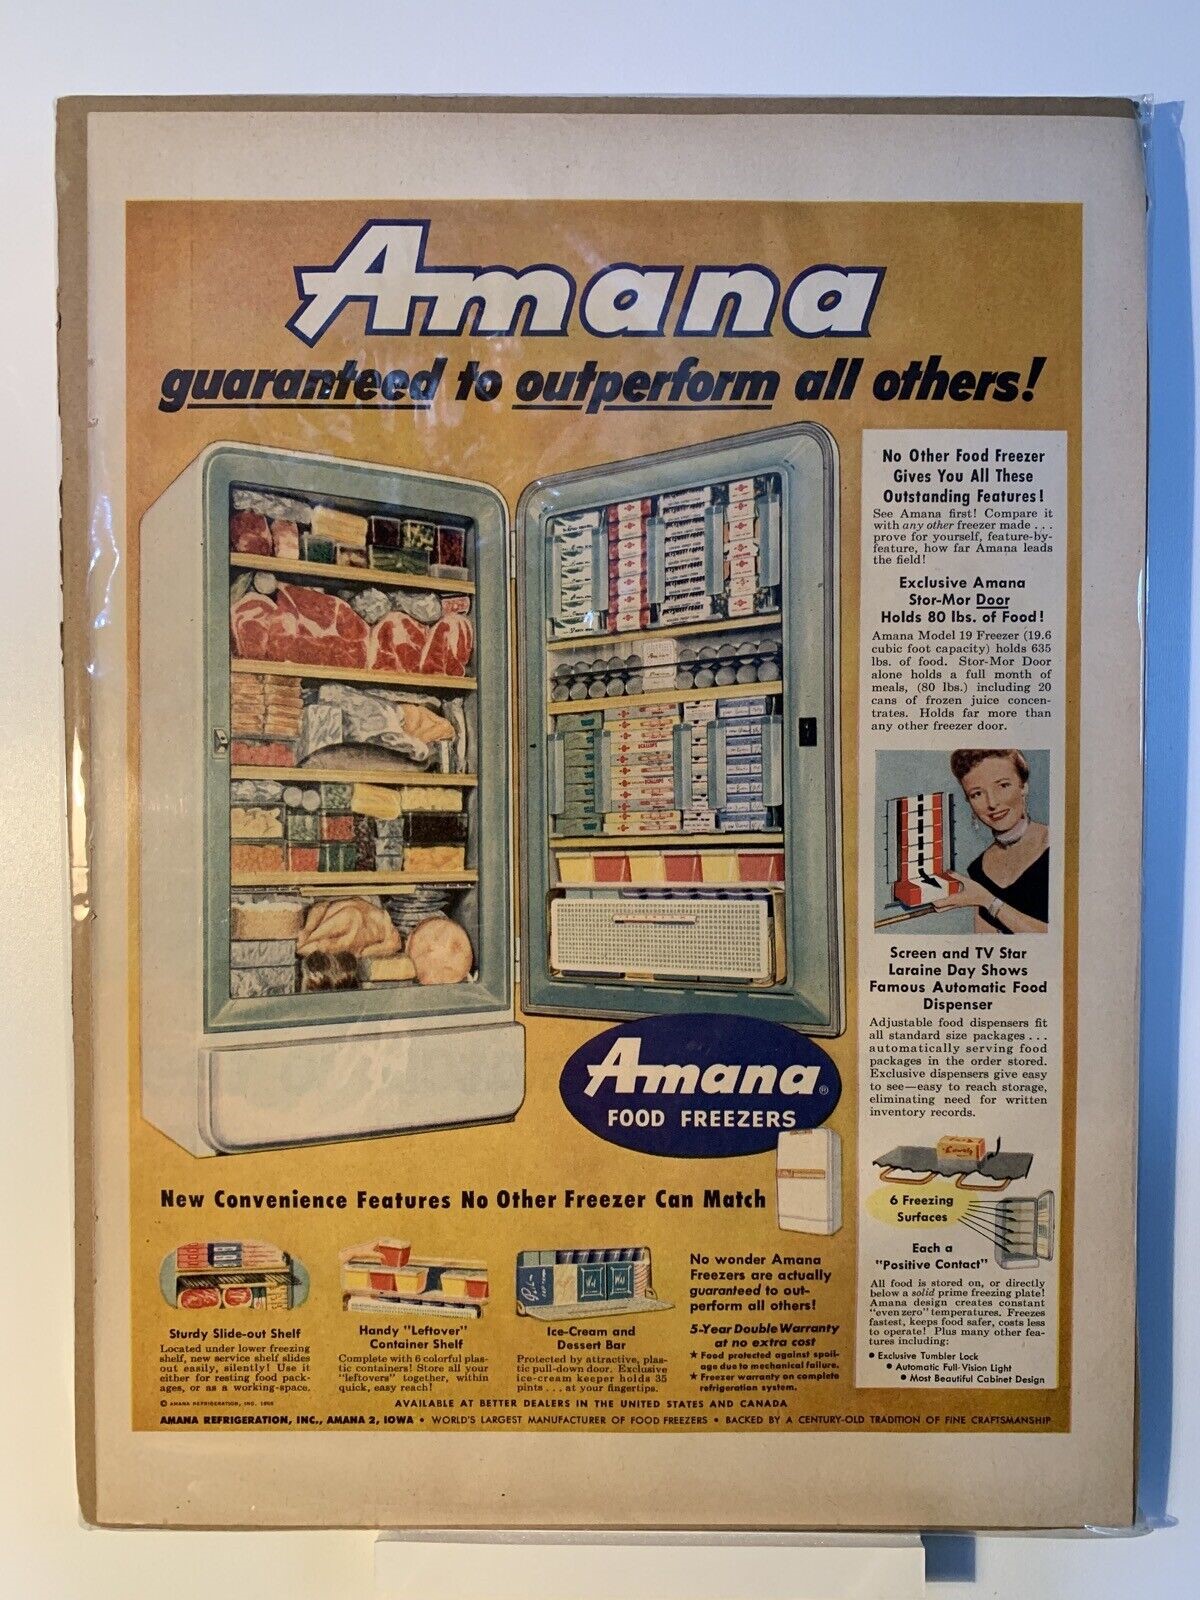 Amana
guaranteed to outperform all others!
No Other Food Freezer
Gives You All These
Outstanding Features!
See Amana first! Compare it
with any other freezer made . . .
prove for yourself, feature-by-
feature, how far Amana leads
the field!
Exclusive Amana
Stor-Mor Door
Holds 80 lbs. of Food!
Amana Model 19 Freezer (19.6
cubic foot capacity) holds 635
lbs. of food. Stor-Mor Door
alone holds a full month of
meals, (80 lbs.) including 20
cans of frozen juice concen-
trates. Holds far more than
any other freezer door.
Screen and TV Star
Laraine Day Shows
Famous Automatic Food
Dispenser
Adjustable food dispensers fit
all standard size packages . . .
automatically serving food
packages in the order stored.
Exclusive dispensers give easy
to see—easy to reach storage,
eliminating need for written
inventory records.
6 Freezing
Surfaces
Each a
"Positive Contact"
All food is stored on, or directly
below a solid prime freezing plate!
Amana design creates constant
"even zero" temperatures. Freezes
fastest, keeps food safer, costs less
to operate! Plus many other fea-
tures including:
• Exclusive Tumbler Lock
• Automatic Full-Vision Light
• Most Beautiful Cabinet Design
SCALLOPS
Amana®
FOOD FREEZERS
New Convenience Features No Other Freezer Can Match
Sturdy Slide-out Shelf
Located under lower freezing
shelf, new service shelf slides
out easily, silently! Use it
either for resting food pack-
ages, or as a working-space.
Handy "Leftover"
Container Shelf
Complete with 6 colorful plas-
tic containers! Store all your
"leftovers" together, within
quick, easy reach!
Ice-Cream and
Dessert Bar
Protected by attractive, plas-
tic pull-down door. Exclusive
ice-cream keeper holds 35
pints . . . at your fingertips.
No wonder Amana
Freezers are actually
guaranteed to out-
perform all others!
5-Year Double Warranty
at no extra cost
★ Food protected against spoil-
age due to mechanical failure.
★ Freezer warranty on complete
refrigeration system.
© AMANA REFRIGERATION, INC.
AVAILABLE AT BETTER DEALERS IN THE UNITED STATES AND CANADA
AMANA REFRIGERATION, INC., AMANA 2, IOWA • WORLD'S LARGEST MANUFACTURER OF FOOD FREEZERS • BACKED BY A CENTURY-OLD TRADITION OF FINE CRAFTSMANSHIP